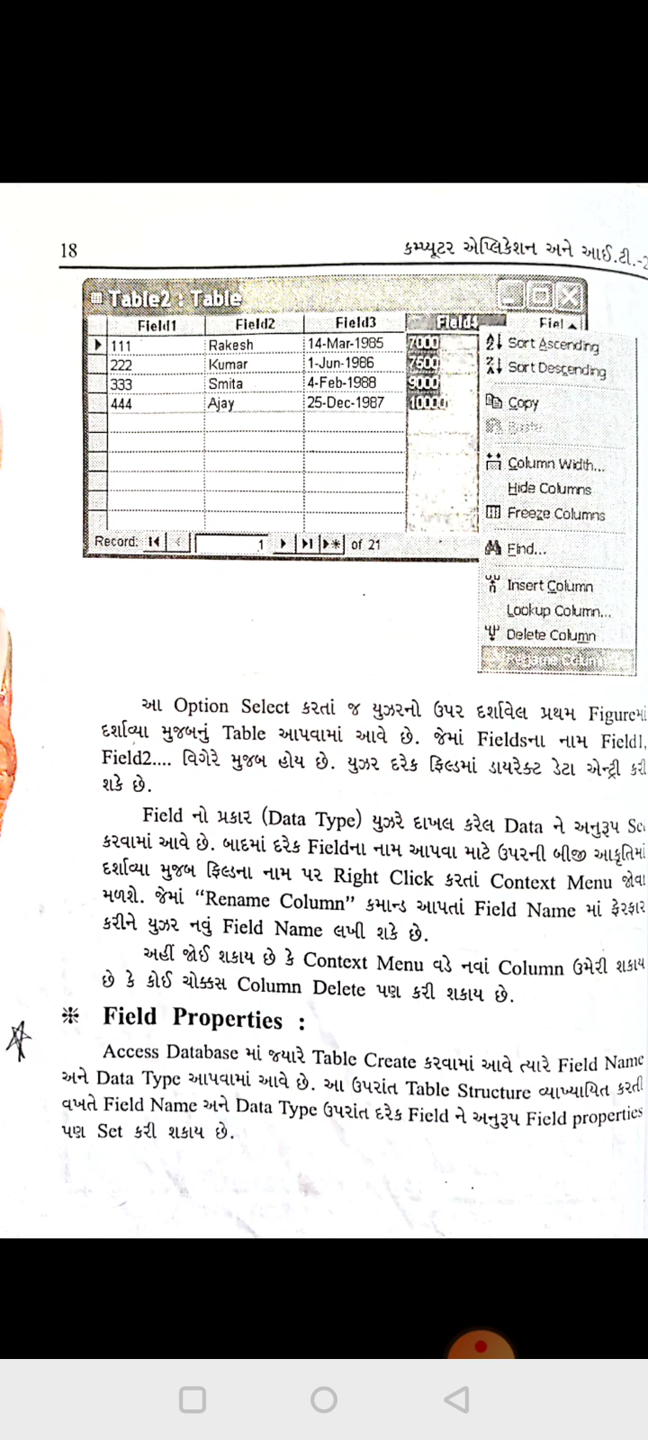 18
કમ્પ્યૂટર એપ્લિકેશન અને આઈ.ટી.-2
Table2 : Table
Field1 Field2 Field3 Field4
111 Rakesh 14-Mar-1985 7000
222 Kumar 1-Jun-1986 7500
333 Smita 4-Feb-1988 9000
444 Ajay 25-Dec-1987 10000
Record: 1 of 21
Sort Ascending
Sort Descending
Copy
Paste
Column Width...
Hide Columns
Freeze Columns
Find...
Insert Column
Lookup Column...
Delete Column
Rename Column
આ Option Select કરતાં જ યુઝરનો ઉપર દર્શાવેલ પ્રથમ Figureમાં
દર્શાવ્યા મુજબનું Table આપવામાં આવે છે. જેમાં Fieldsના નામ Field1,
Field2.... વિગેરે મુજબ હોય છે. યુઝર દરેક ફિલ્ડમાં ડાયરેક્ટ ડેટા એન્ટ્રી કરી
શકે છે.
Field નો પ્રકાર (Data Type) યુઝરે દાખલ કરેલ Data ને અનુરૂપ Set
કરવામાં આવે છે. બાદમાં દરેક Fieldના નામ આપવા માટે ઉપરની બીજી આકૃતિમાં
દર્શાવ્યા મુજબ ફિલ્ડના નામ પર Right Click કરતાં Context Menu જોવા
મળશે. જેમાં “Rename Column” કમાન્ડ આપતાં Field Name માં ફેરફાર
કરીને યુઝર નવું Field Name લખી શકે છે.
અહીં જોઈ શકાય છે કે Context Menu વડે નવાં Column ઉમેરી શકાય
છે કે કોઈ ચોક્કસ Column Delete પણ કરી શકાય છે.
❊ Field Properties :
Access Database માં જ્યારે Table Create કરવામાં આવે ત્યારે Field Name
અને Data Type આપવામાં આવે છે. આ ઉપરાંત Table Structure વ્યાખ્યાયિત કરતી
વખતે Field Name અને Data Type ઉપરાંત દરેક Field ને અનુરૂપ Field properties
પણ Set કરી શકાય છે.